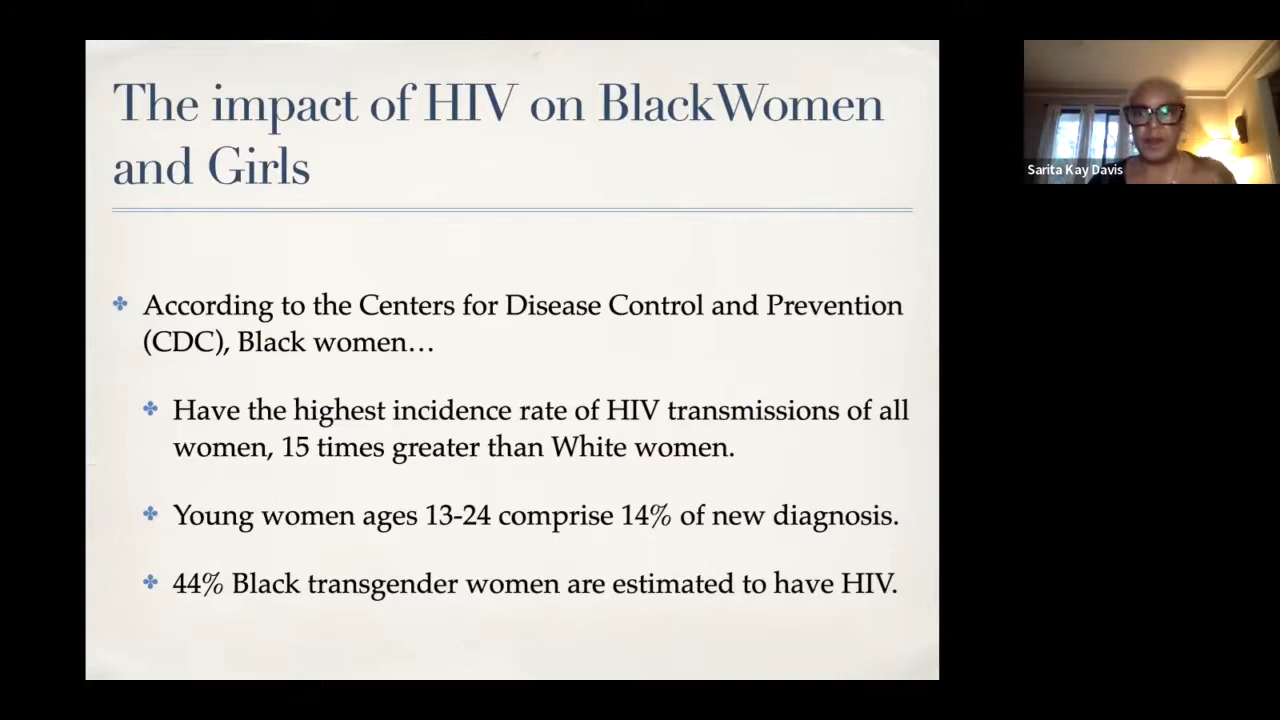 The impact of HIV on BlackWomen
and Girls
According to the Centers for Disease Control and Prevention
(CDC), Black women…
Have the highest incidence rate of HIV transmissions of all
women, 15 times greater than White women.
Young women ages 13-24 comprise 14% of new diagnosis.
44% Black transgender women are estimated to have HIV.
Sarita Kay Davis